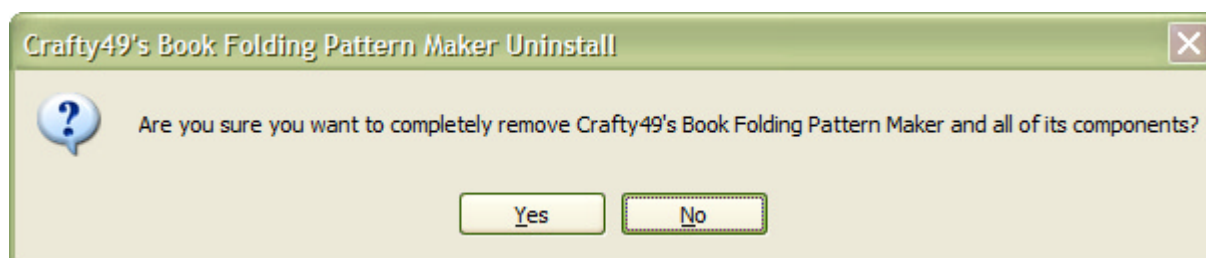 Crafty49's Book Folding Pattern Maker Uninstall
?
Are you sure you want to completely remove Crafty49's Book Folding Pattern Maker and all of its components?
Yes No